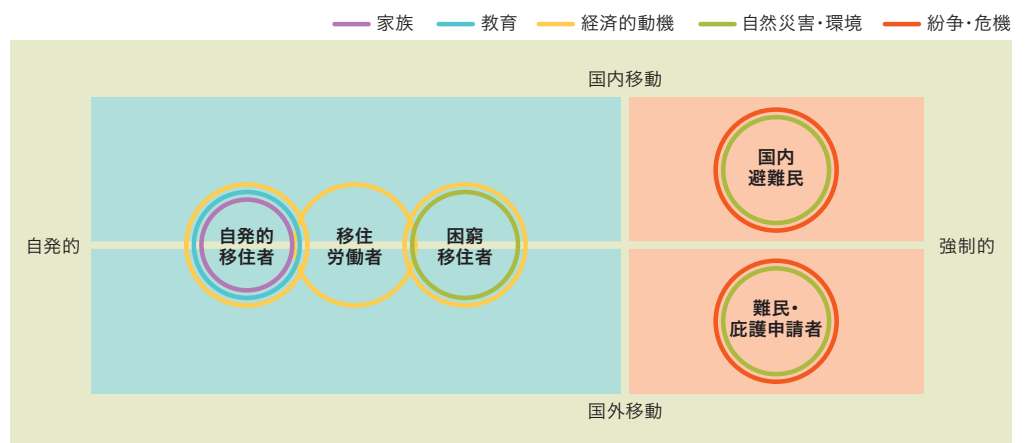 家族 教育 経済的動機 自然災害・環境 紛争・危機
国内移動
国内
避難民
自発的
自発的
移住者
移住
労働者
困窮
移住者
強制的
難民・
庇護申請者
国外移動